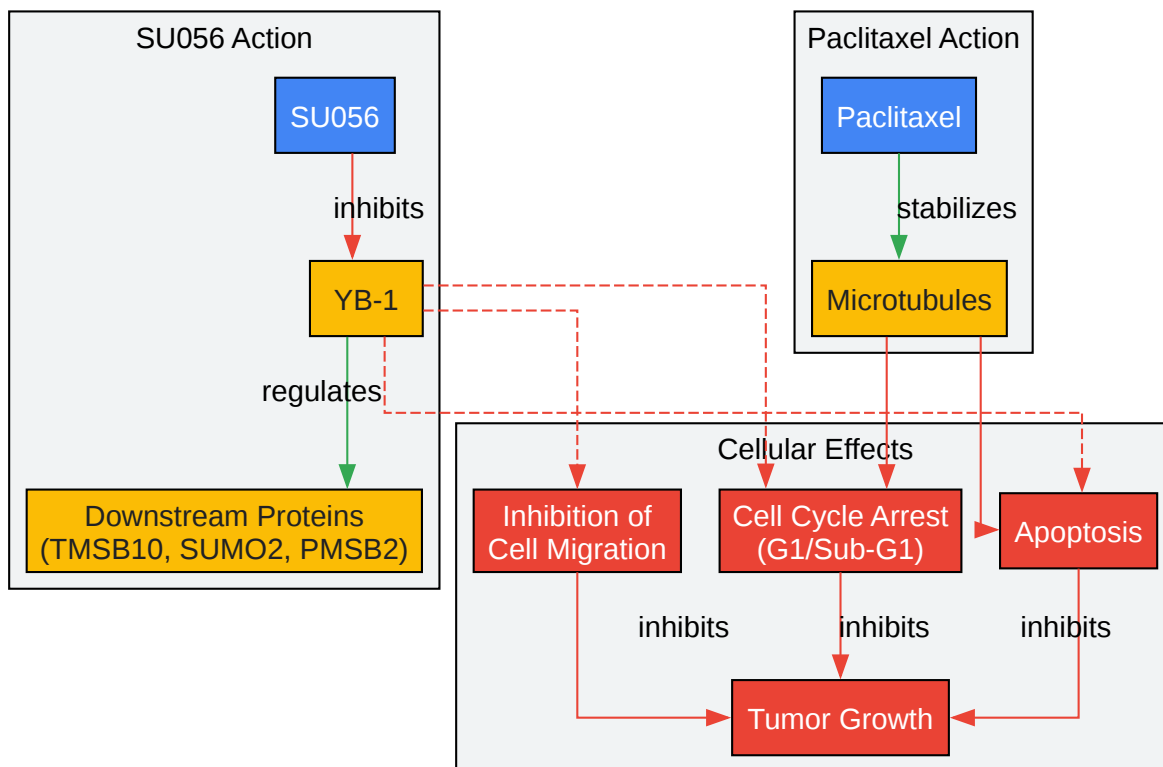 SU056 Action
Paclitaxel Action
SU056
Paclitaxel
inhibits
stabilizes
YB-1
Microtubules
regulates
Cellular Effects
Downstream Proteins
(TMSB10, SUMO2, PMSB2)
Inhibition of
Cell Migration
Cell Cycle Arrest
(G1/Sub-G1)
Apoptosis
inhibits
inhibits
inhibits
Tumor Growth